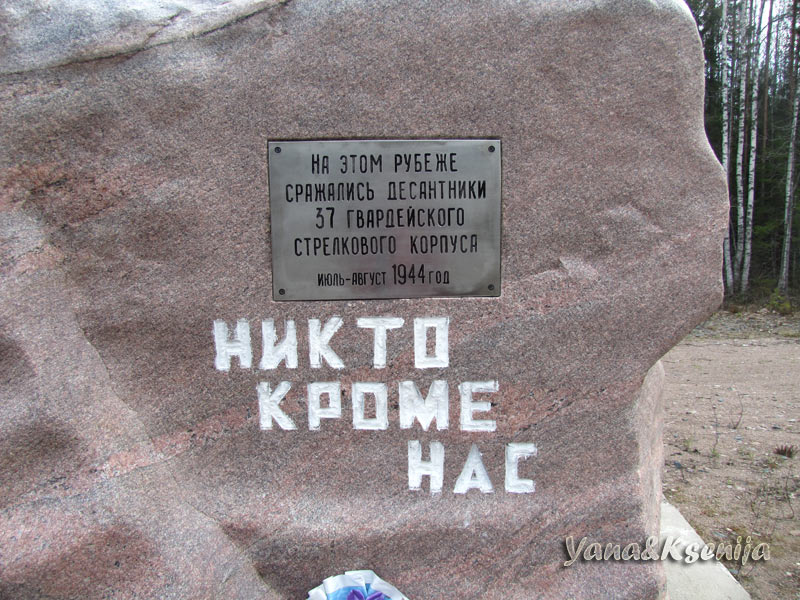 НА ЭТОМ РУБЕЖЕ
СРАЖАЛИСЬ ДЕСАНТНИКИ
37 ГВАРДЕЙСКОГО
СТРЕЛКОВОГО КОРПУСА
ИЮЛЬ-АВГУСТ 1944 ГОД
НИКТО
КРОМЕ
НАС
Yana&Ksenija